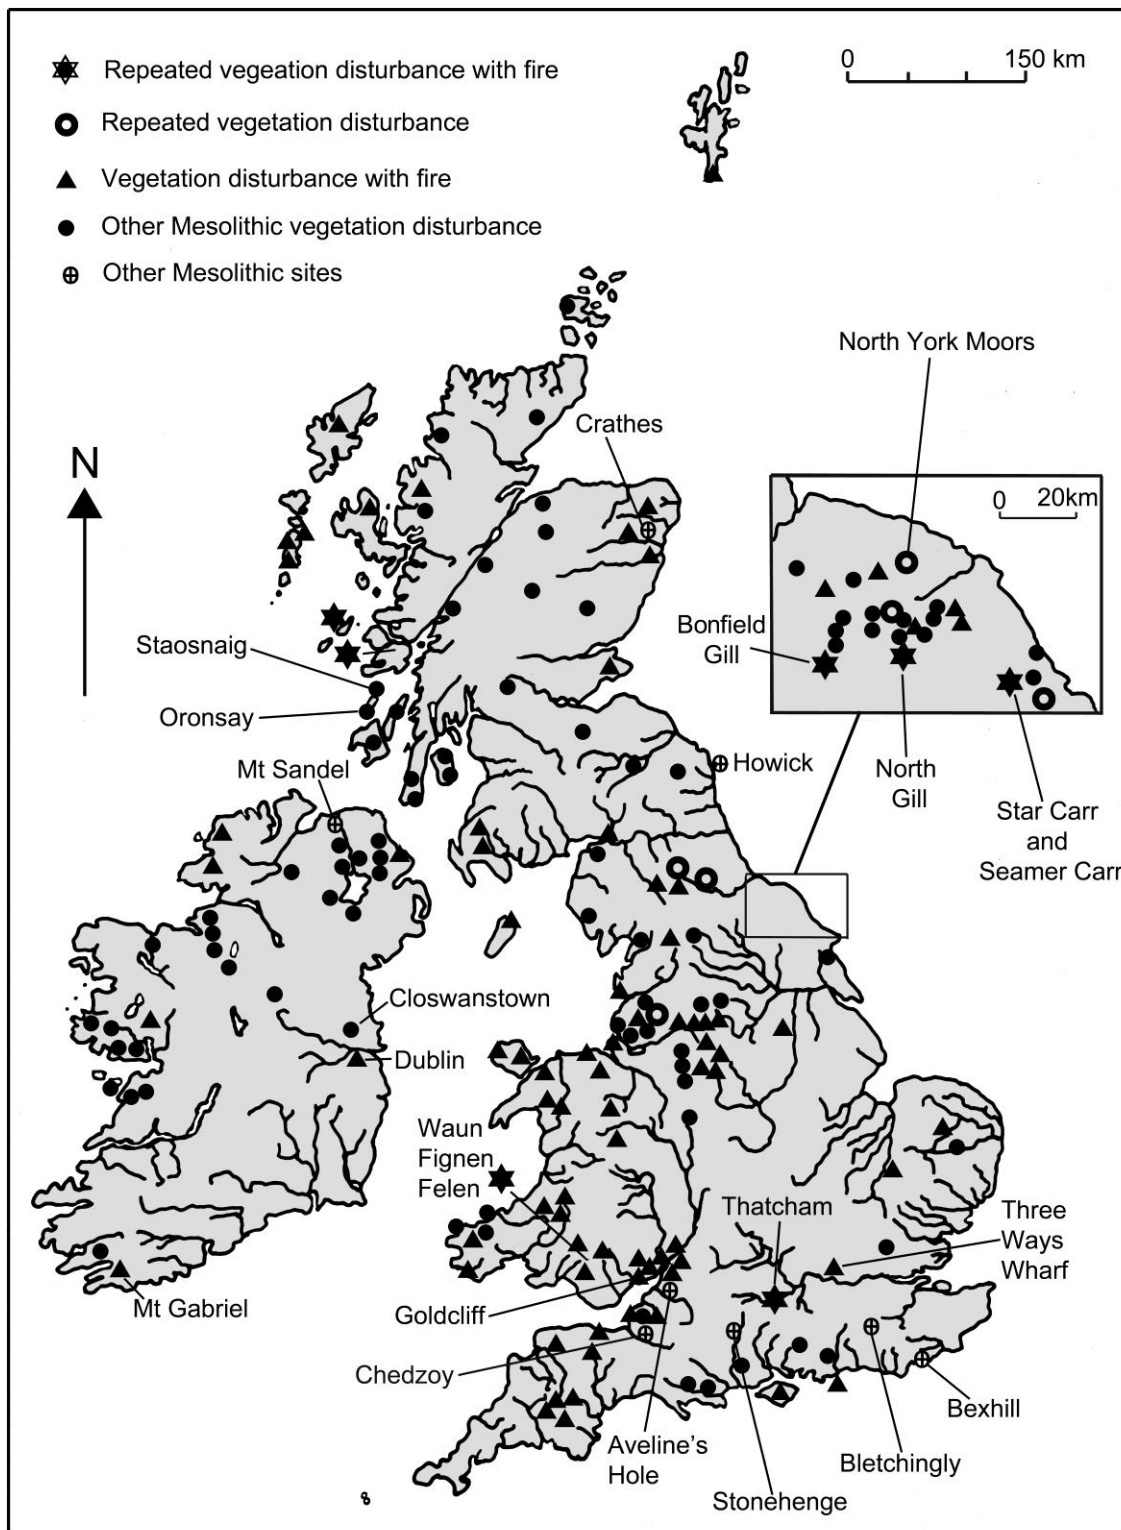 Repeated vegeation disturbance with fire
Repeated vegetation disturbance
Vegetation disturbance with fire
Other Mesolithic vegetation disturbance
Other Mesolithic sites
0 150 km
North York Moors
Crathes
N
0 20km
Bonfield
Gill
Staosnaig
Oronsay
Mt Sandel
Howick
North
Gill
Star Carr
and
Seamer Carr
Closwanstown
Dublin
Waun
Fignen
Felen
Thatcham
Three
Ways
Wharf
Mt Gabriel
Goldcliff
Chedzoy
Bexhill
Aveline's
Hole
Bletchingly
Stonehenge